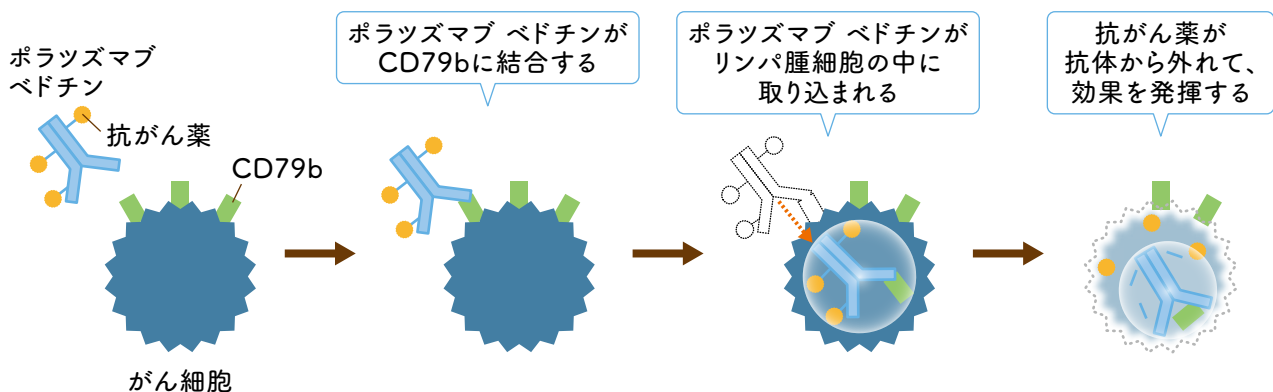 ポラツズマブ
ベドチン
抗がん薬
CD79b
がん細胞
ポラツズマブ ベドチンが
CD79bに結合する
ポラツズマブ ベドチンが
リンパ腫細胞の中に
取り込まれる
抗がん薬が
抗体から外れて、
効果を発揮する